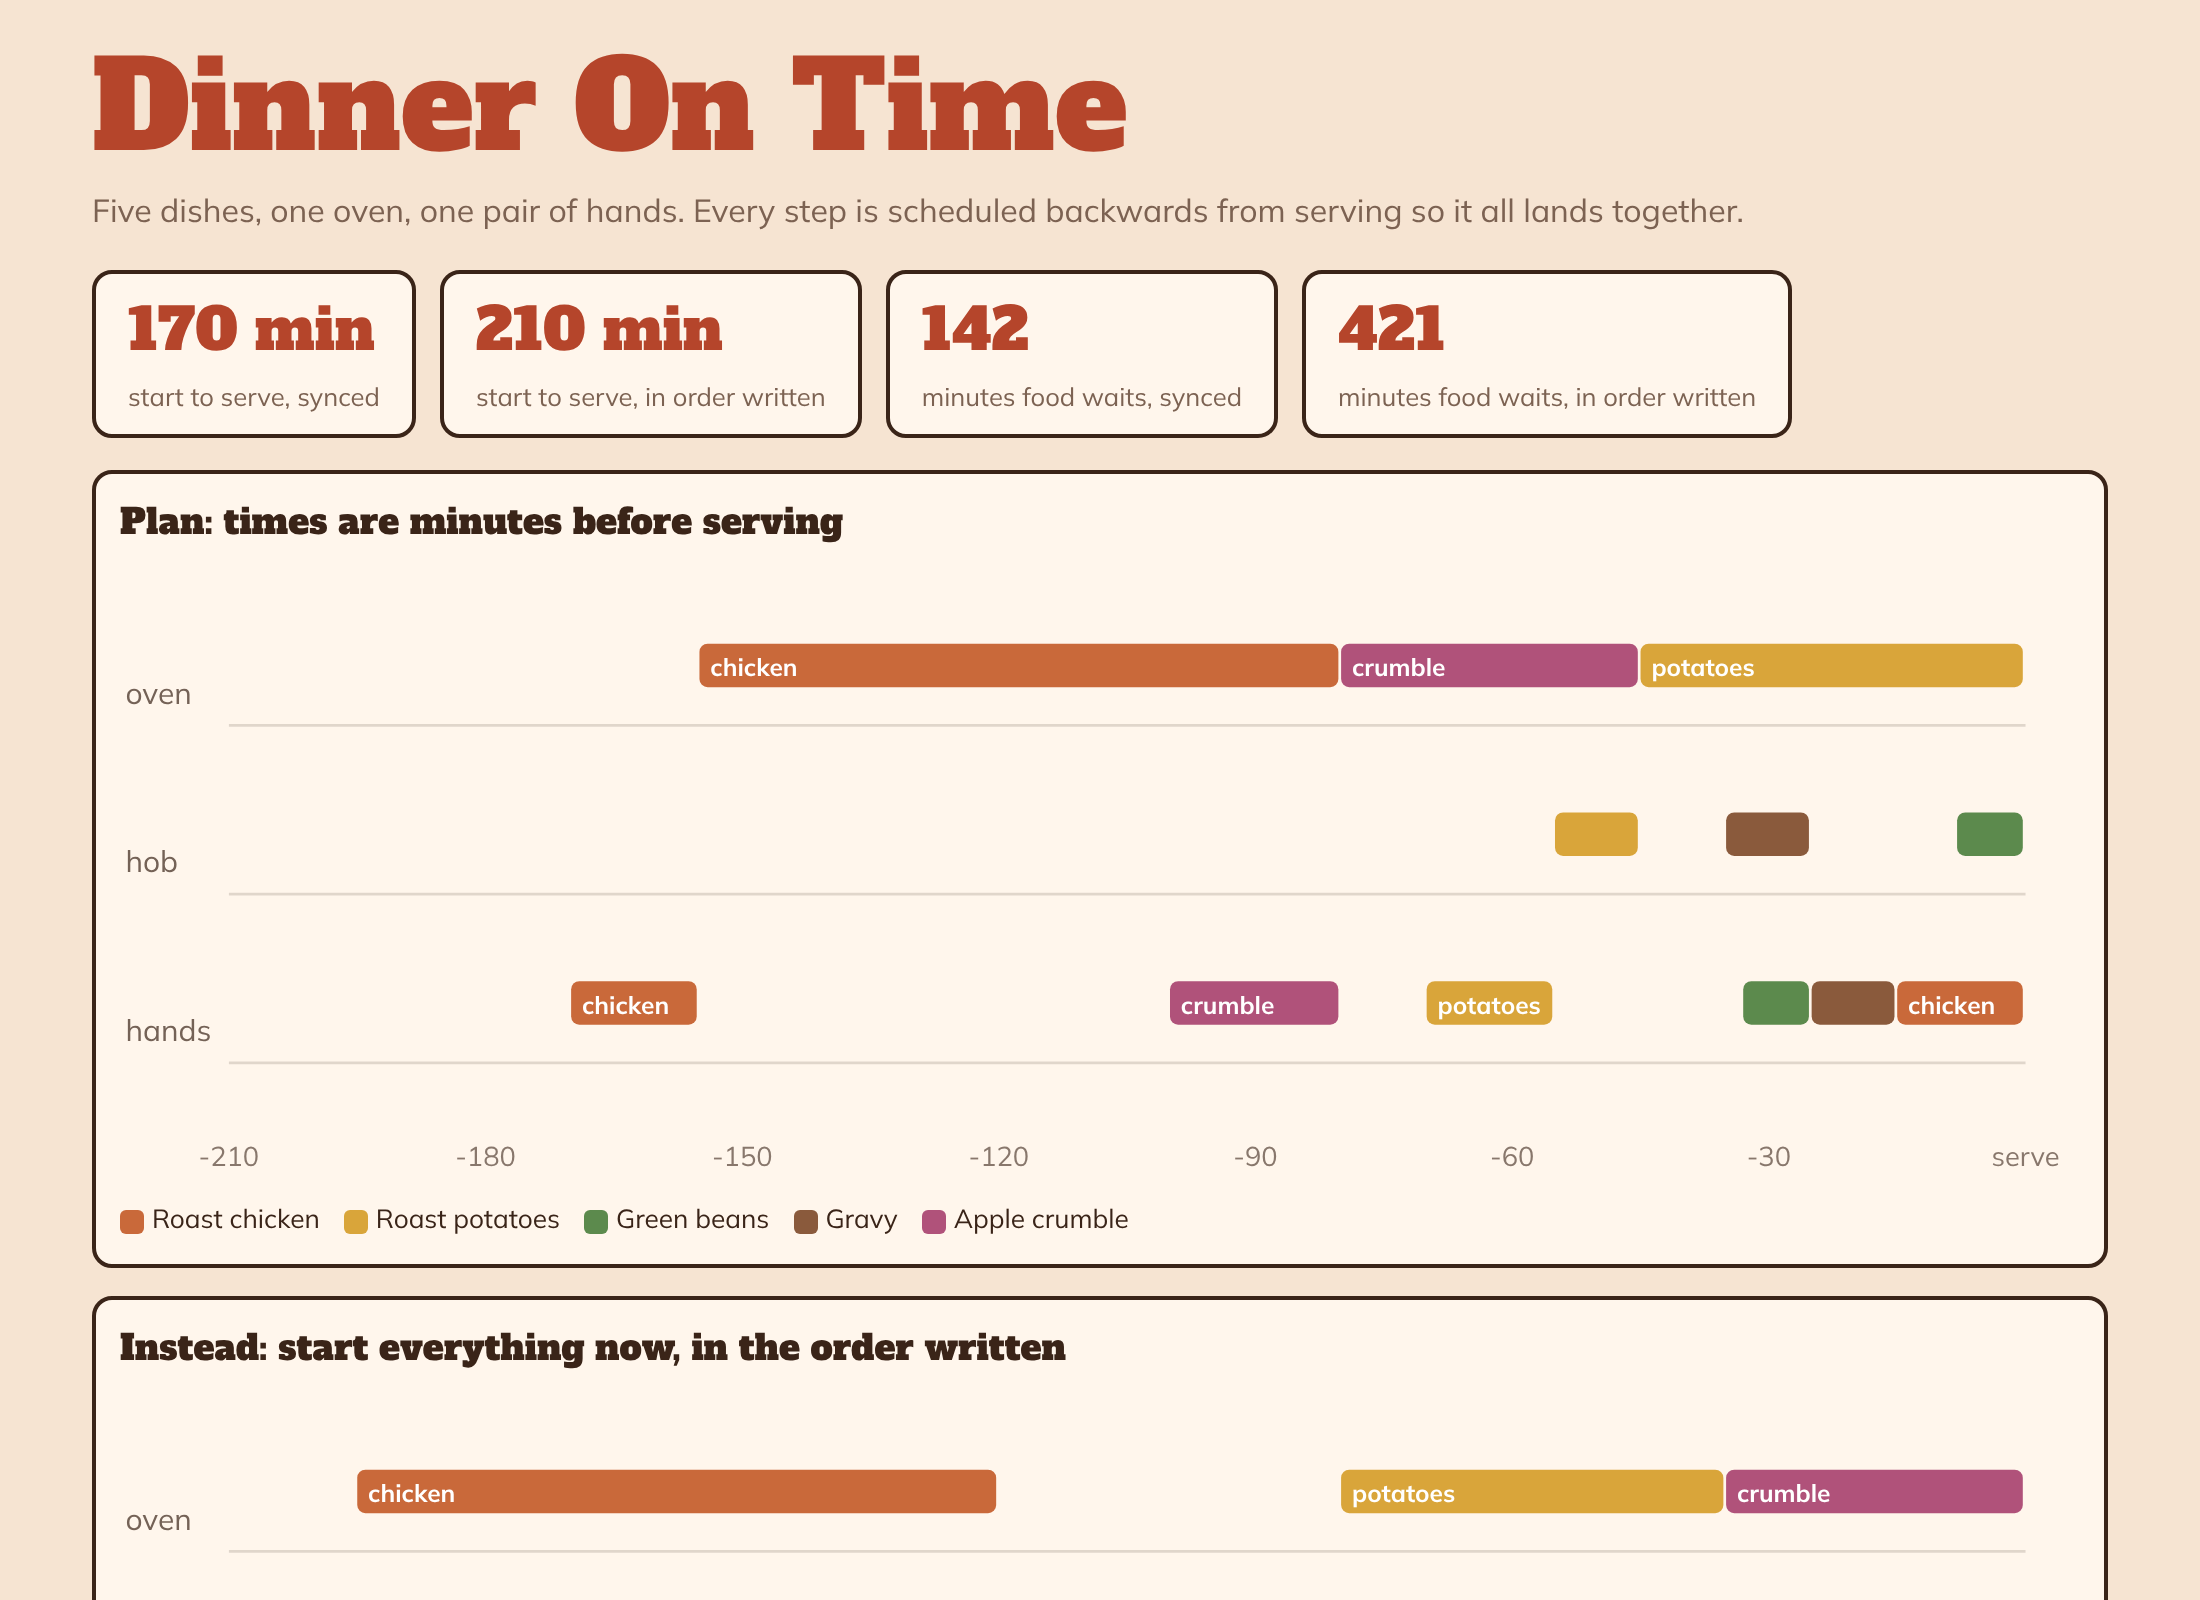 Dinner On Time
Five dishes, one oven, one pair of hands. Every step is scheduled backwards from serving so it all lands together.
170 min
start to serve, synced
210 min
start to serve, in order written
142
minutes food waits, synced
421
minutes food waits, in order written
Plan: times are minutes before serving
oven
chicken
crumble
potatoes
hob
hands
chicken
crumble
potatoes
chicken
-210 -180 -150 -120 -90 -60 -30 serve
Roast chicken Roast potatoes Green beans Gravy Apple crumble
Instead: start everything now, in the order written
oven
chicken
potatoes
crumble